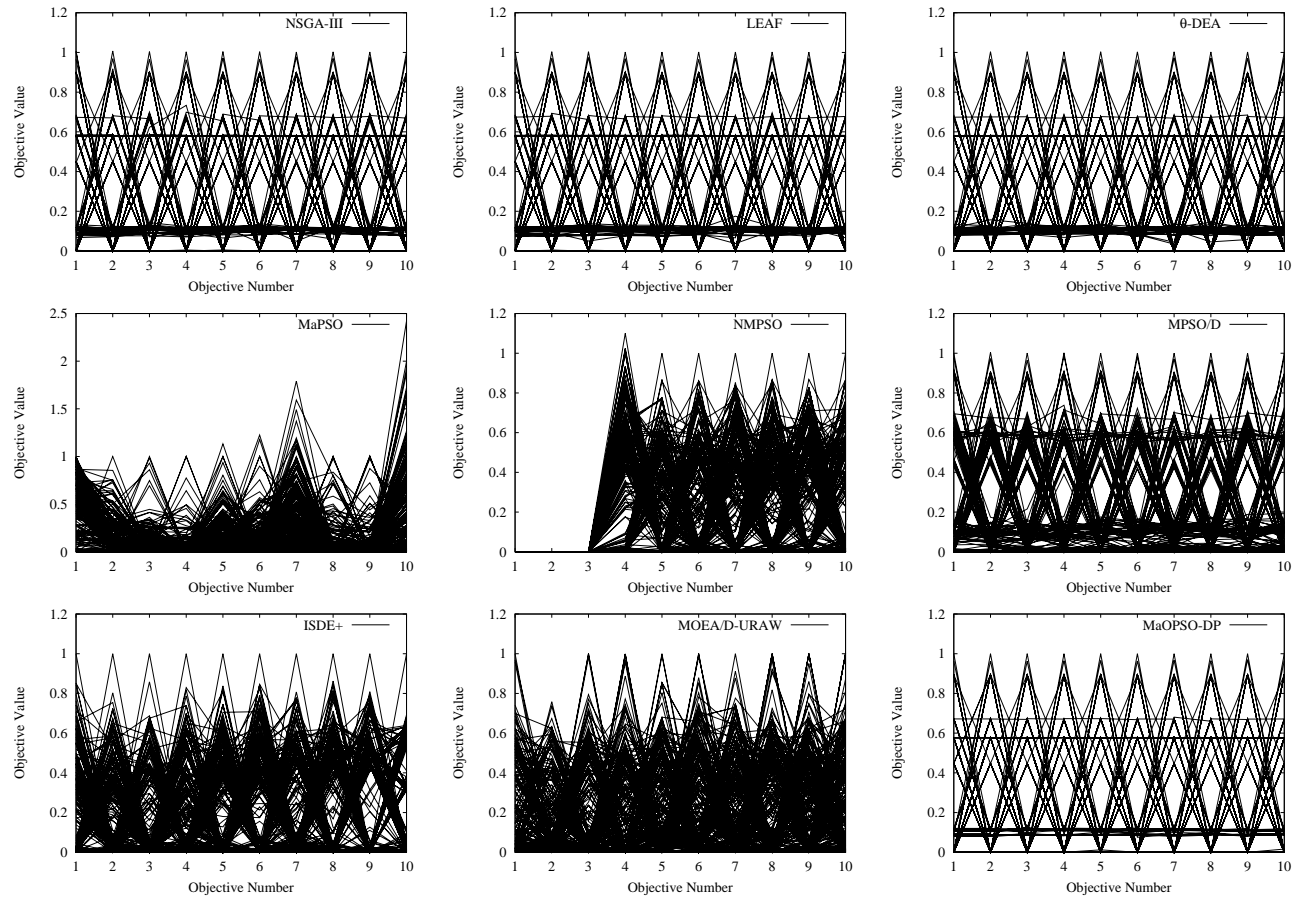 NSGA-III
Objective Value
0 0.2 0.4 0.6 0.8 1 1.2
1 2 3 4 5 6 7 8 9 10
Objective Number
LEAF
Objective Value
0 0.2 0.4 0.6 0.8 1 1.2
1 2 3 4 5 6 7 8 9 10
Objective Number
θ-DEA
Objective Value
0 0.2 0.4 0.6 0.8 1 1.2
1 2 3 4 5 6 7 8 9 10
Objective Number
MaPSO
Objective Value
0 0.5 1 1.5 2 2.5
1 2 3 4 5 6 7 8 9 10
Objective Number
NMPSO
Objective Value
0 0.2 0.4 0.6 0.8 1 1.2
1 2 3 4 5 6 7 8 9 10
Objective Number
MPSO/D
Objective Value
0 0.2 0.4 0.6 0.8 1 1.2
1 2 3 4 5 6 7 8 9 10
Objective Number
ISDE+
Objective Value
0 0.2 0.4 0.6 0.8 1 1.2
1 2 3 4 5 6 7 8 9 10
Objective Number
MOEA/D-URAW
Objective Value
0 0.2 0.4 0.6 0.8 1 1.2
1 2 3 4 5 6 7 8 9 10
Objective Number
MaOPSO-DP
Objective Value
0 0.2 0.4 0.6 0.8 1 1.2
1 2 3 4 5 6 7 8 9 10
Objective Number